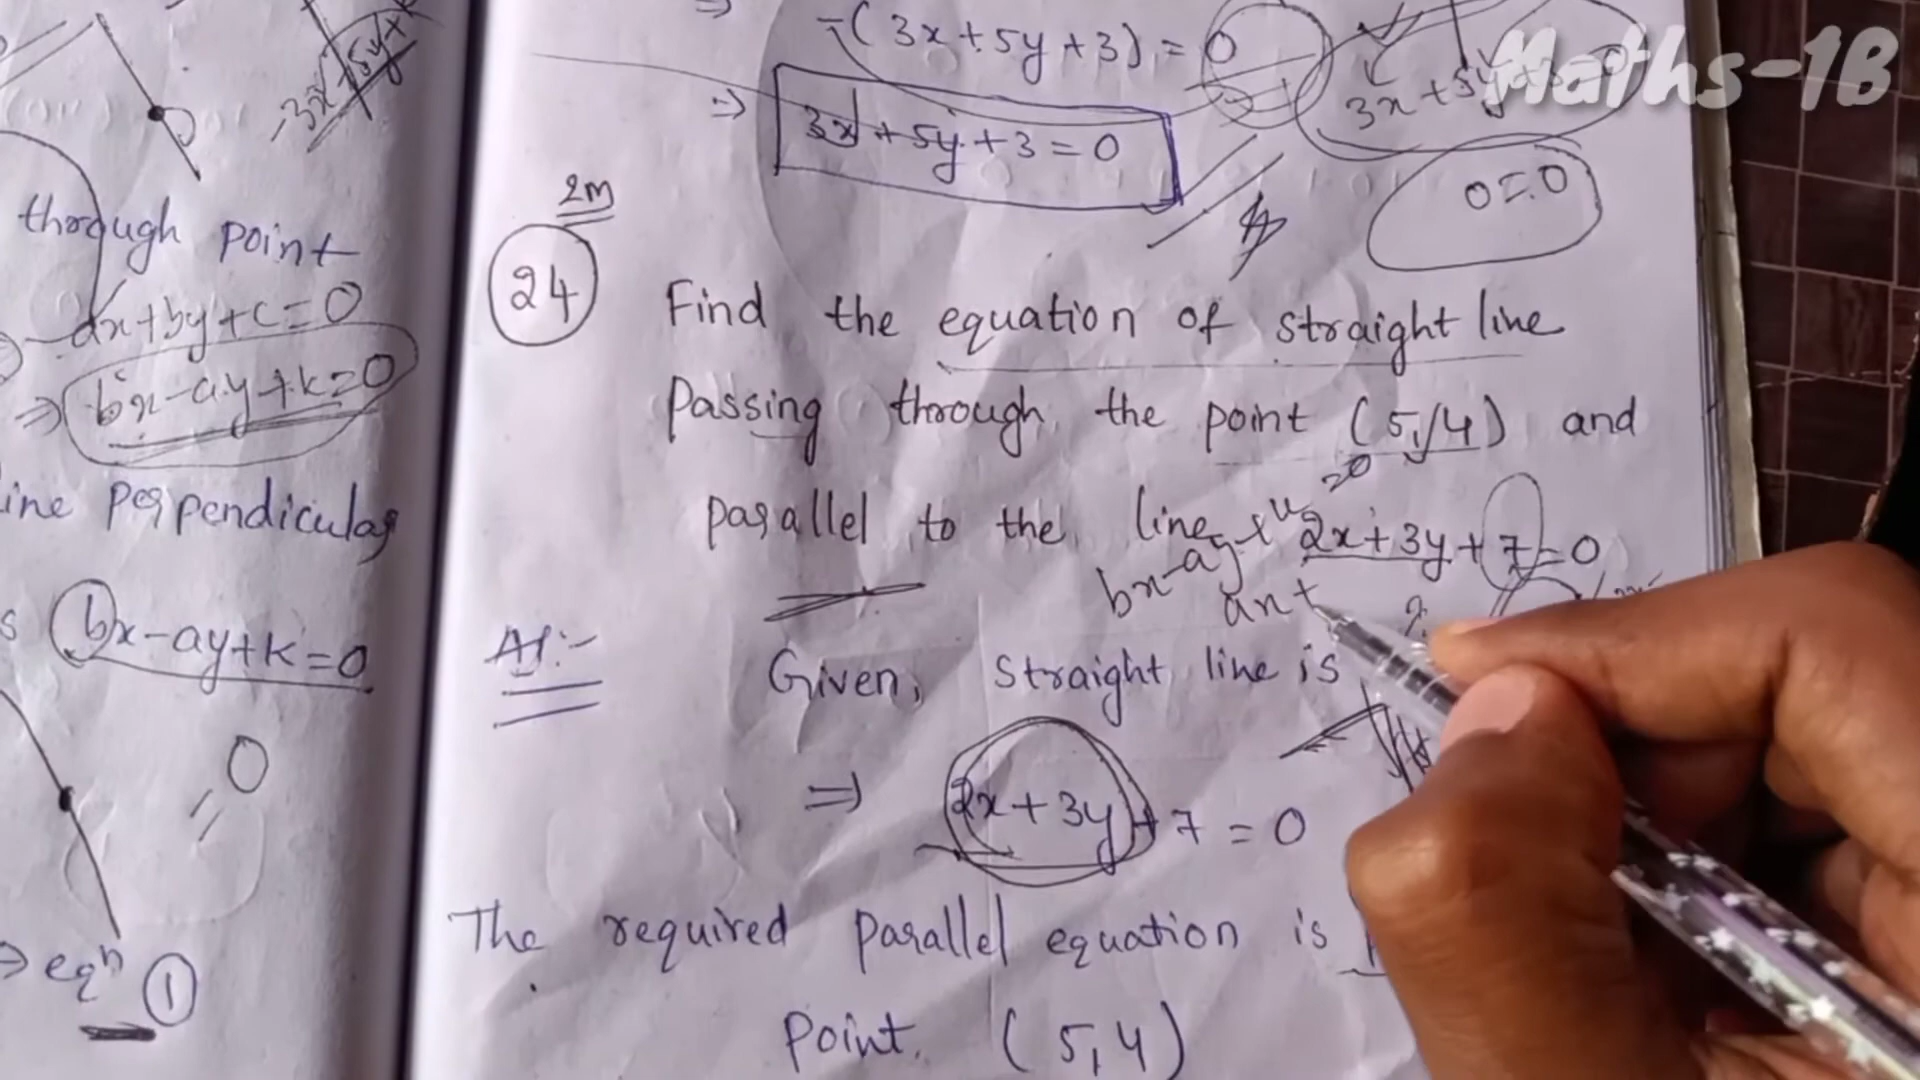 through point
ax+by+c=0
⇒ bx-ay+k=0
line perpendicular
bx-ay+k=0
⇒ eqⁿ ①
-(3x+5y+3)=0
⇒ 3x+5y+3=0
Maths-1B
0=0
2M
24 Find the equation of straight line
Passing through the point (5,4) and
parallel to the line 2x+3y+7=0
bx-ay+k=0
ax+
Given, straight line is
⇒ 2x+3y+7=0
The required parallel equation is
Point (5,4)